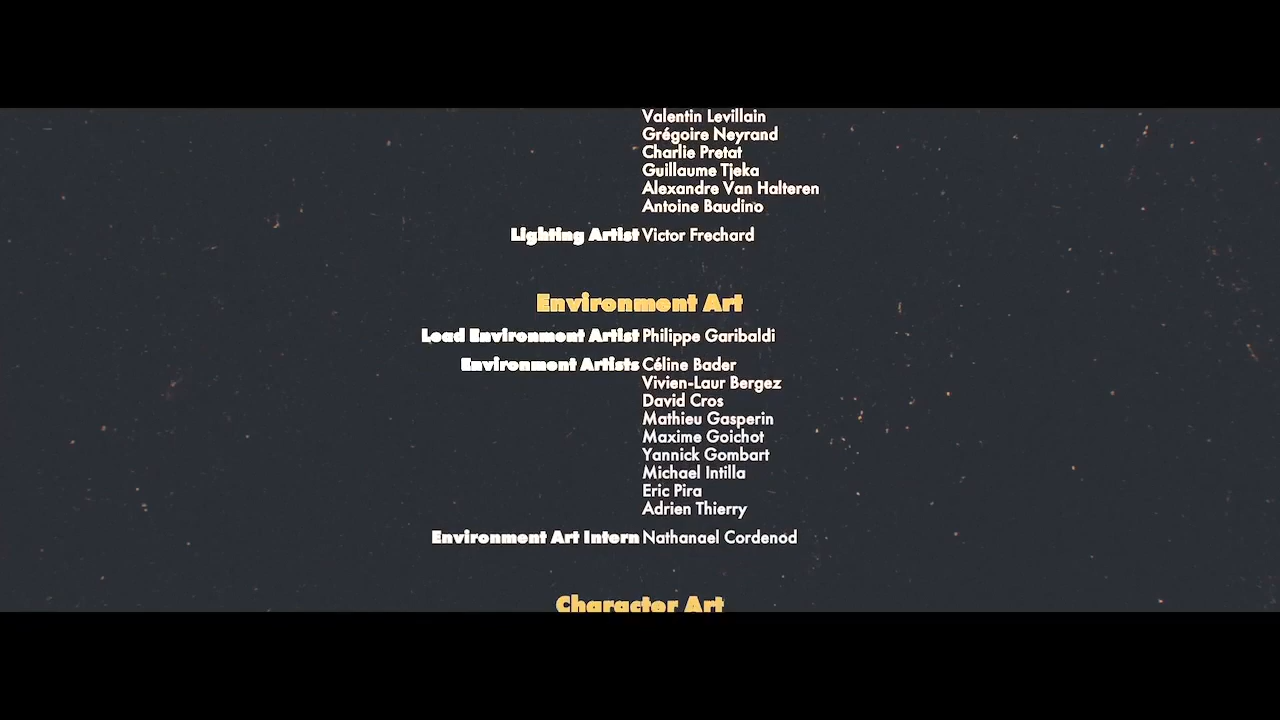 Valentin Levillain
Grégoire Neyrand
Charlie Pretat
Guillaume Tjeka
Alexandre Van Halteren
Antoine Baudino
Lighting Artist Victor Frechard
Environment Art
Lead Environment Artist Philippe Garibaldi
Environment Artists Céline Bader
Vivien-Laur Bergez
David Cros
Mathieu Gasperin
Maxime Goichot
Yannick Gombart
Michael Intilla
Eric Pira
Adrien Thierry
Environment Art Intern Nathanael Cordenod
Character Art